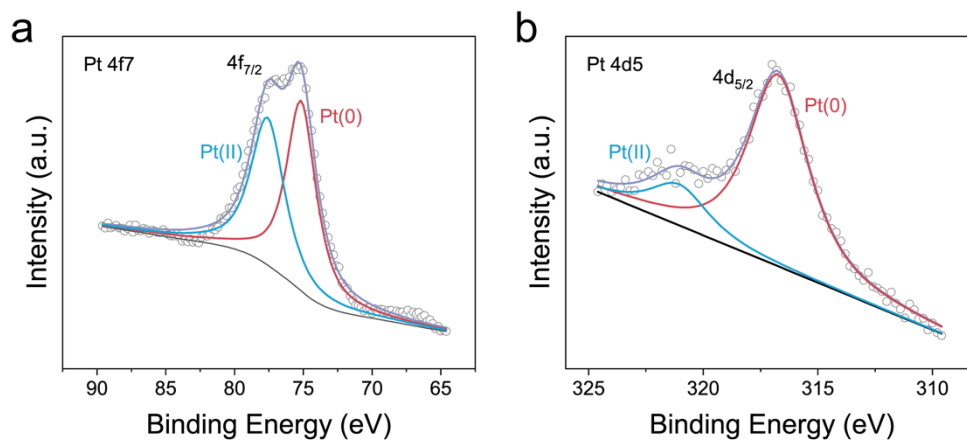 a
Pt 4f7
4f7/2
Pt(0)
Pt(II)
Intensity (a.u.)
90 85 80 75 70 65
Binding Energy (eV)
b
Pt 4d5
4d5/2
Pt(0)
Pt(II)
Intensity (a.u.)
325 320 315 310
Binding Energy (eV)